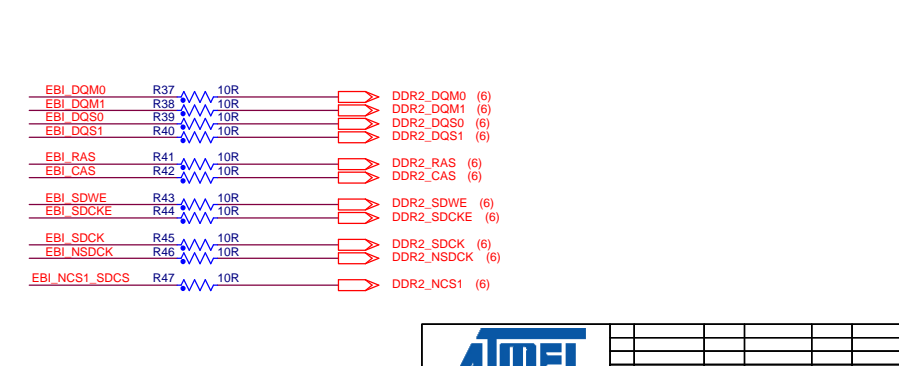 EBI_DQM0 R37 10R DDR2_DQM0 (6)
EBI_DQM1 R38 10R DDR2_DQM1 (6)
EBI_DQS0 R39 10R DDR2_DQS0 (6)
EBI_DQS1 R40 10R DDR2_DQS1 (6)
EBI_RAS R41 10R DDR2_RAS (6)
EBI_CAS R42 10R DDR2_CAS (6)
EBI_SDWE R43 10R DDR2_SDWE (6)
EBI_SDCKE R44 10R DDR2_SDCKE (6)
EBI_SDCK R45 10R DDR2_SDCK (6)
EBI_NSDCK R46 10R DDR2_NSDCK (6)
EBI_NCS1_SDCS R47 10R DDR2_NCS1 (6)
ATMEL